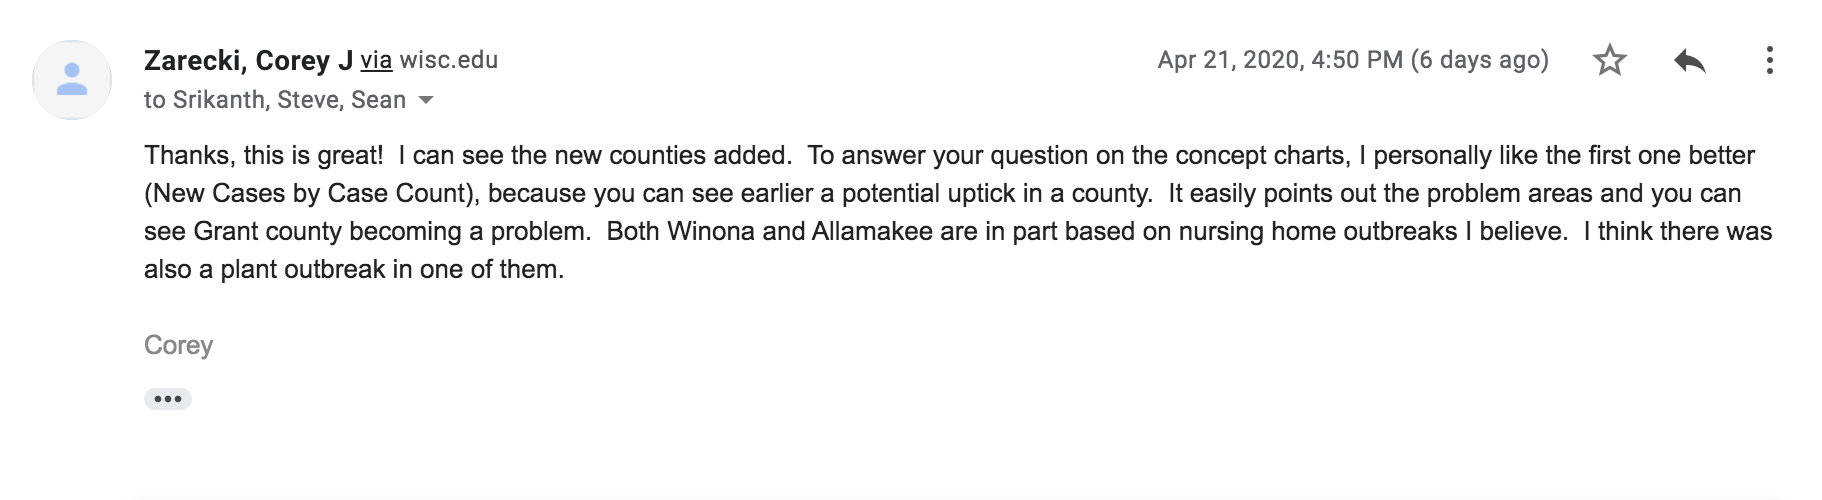 Zarecki, Corey J via wisc.edu Apr 21, 2020, 4:50 PM (6 days ago)
to Srikanth, Steve, Sean
Thanks, this is great!  I can see the new counties added.  To answer your question on the concept charts, I personally like the first one better
(New Cases by Case Count), because you can see earlier a potential uptick in a county.  It easily points out the problem areas and you can
see Grant county becoming a problem.  Both Winona and Allamakee are in part based on nursing home outbreaks I believe.  I think there was
also a plant outbreak in one of them.
Corey